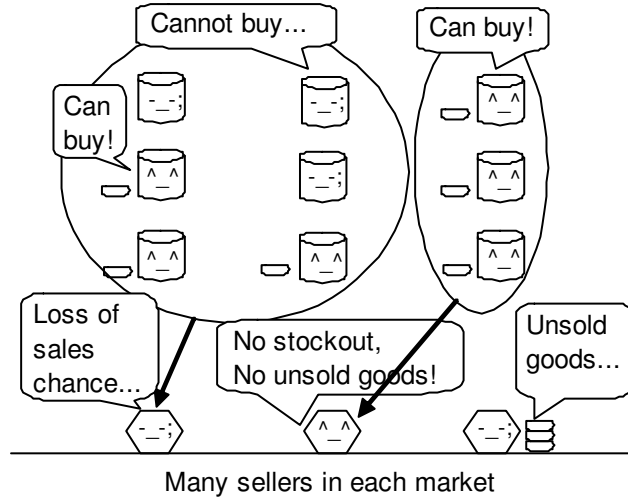 Cannot buy...
Can buy!
Can
buy!
-_-;
-_-;
^_^
^_^
-_-;
^_^
^_^
^_^
^_^
Loss of
sales
chance...
No stockout,
No unsold goods!
Unsold
goods...
-_-;
^_^
-_-;
Many sellers in each market